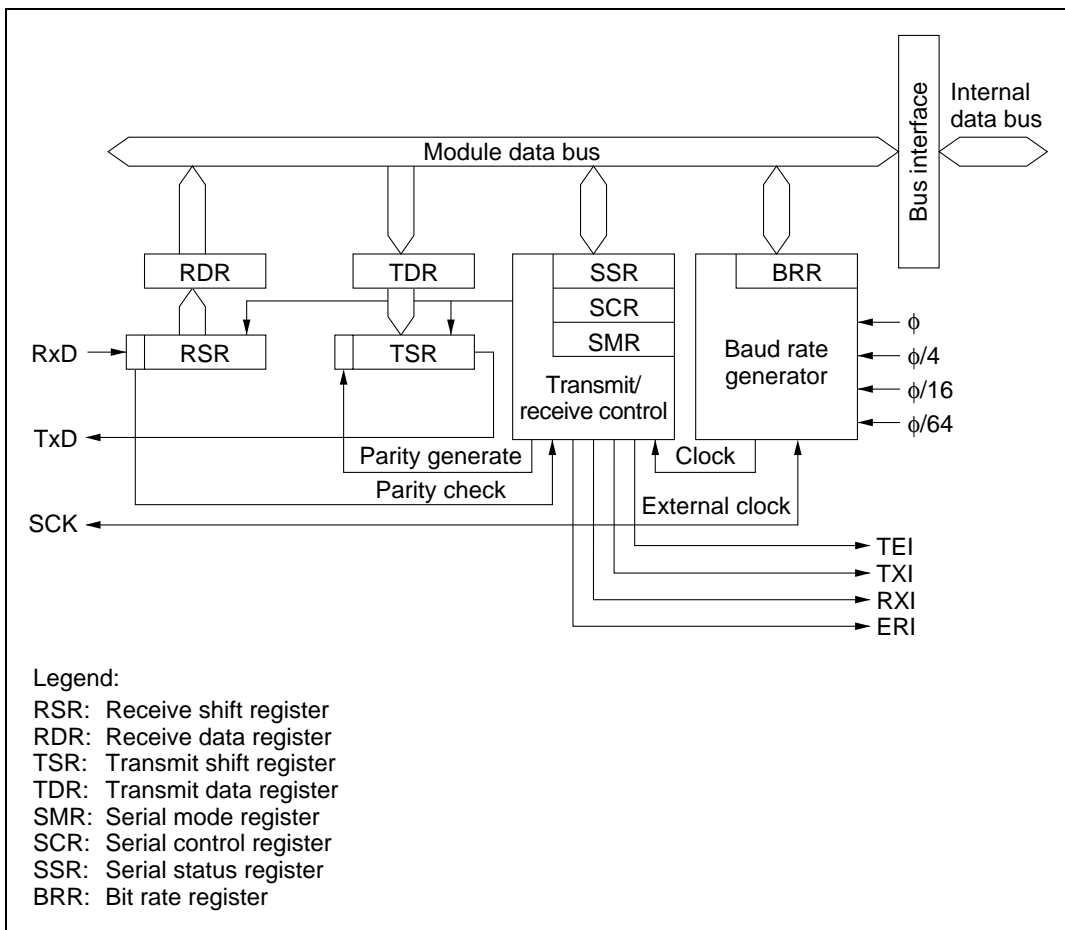 Bus interface
Internal
data bus
Module data bus
RDR
TDR
SSR
BRR
SCR
RxD
RSR
TSR
SMR
Baud rate
generator
ϕ
ϕ/4
ϕ/16
ϕ/64
Transmit/
receive control
TxD
Parity generate
Clock
Parity check
SCK
External clock
TEI
TXI
RXI
ERI
Legend:
RSR: Receive shift register
RDR: Receive data register
TSR: Transmit shift register
TDR: Transmit data register
SMR: Serial mode register
SCR: Serial control register
SSR: Serial status register
BRR: Bit rate register